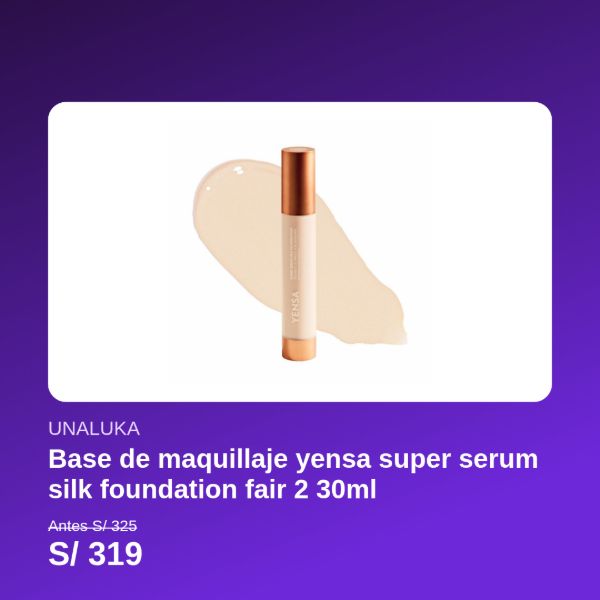 YENSA
UNALUKA
Base de maquillaje yensa super serum
silk foundation fair 2 30ml
Antes S/ 325
S/ 319